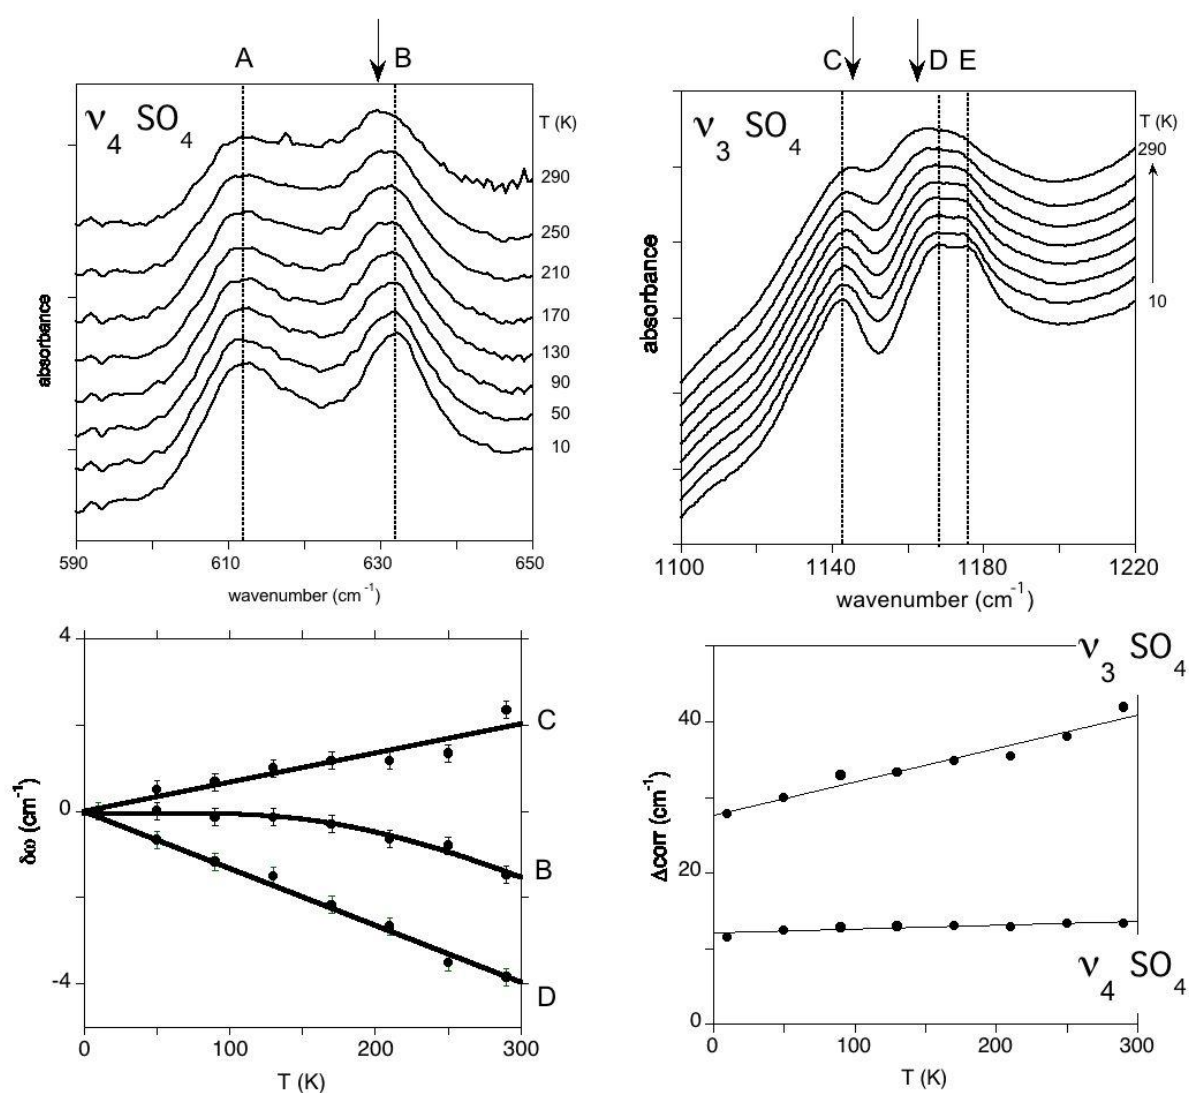 A
B
ν4 SO4
T (K)
290
250
210
170
130
90
50
10
absorbance
590
610
630
650
wavenumber (cm-1)
C
D
E
ν3 SO4
T (K)
290
10
absorbance
1100
1140
1180
1220
wavenumber (cm-1)
4
0
-4
δω (cm-1)
C
B
D
0
100
200
300
T (K)
ν3 SO4
40
20
0
Δcorr (cm-1)
ν4 SO4
0
100
200
300
T (K)